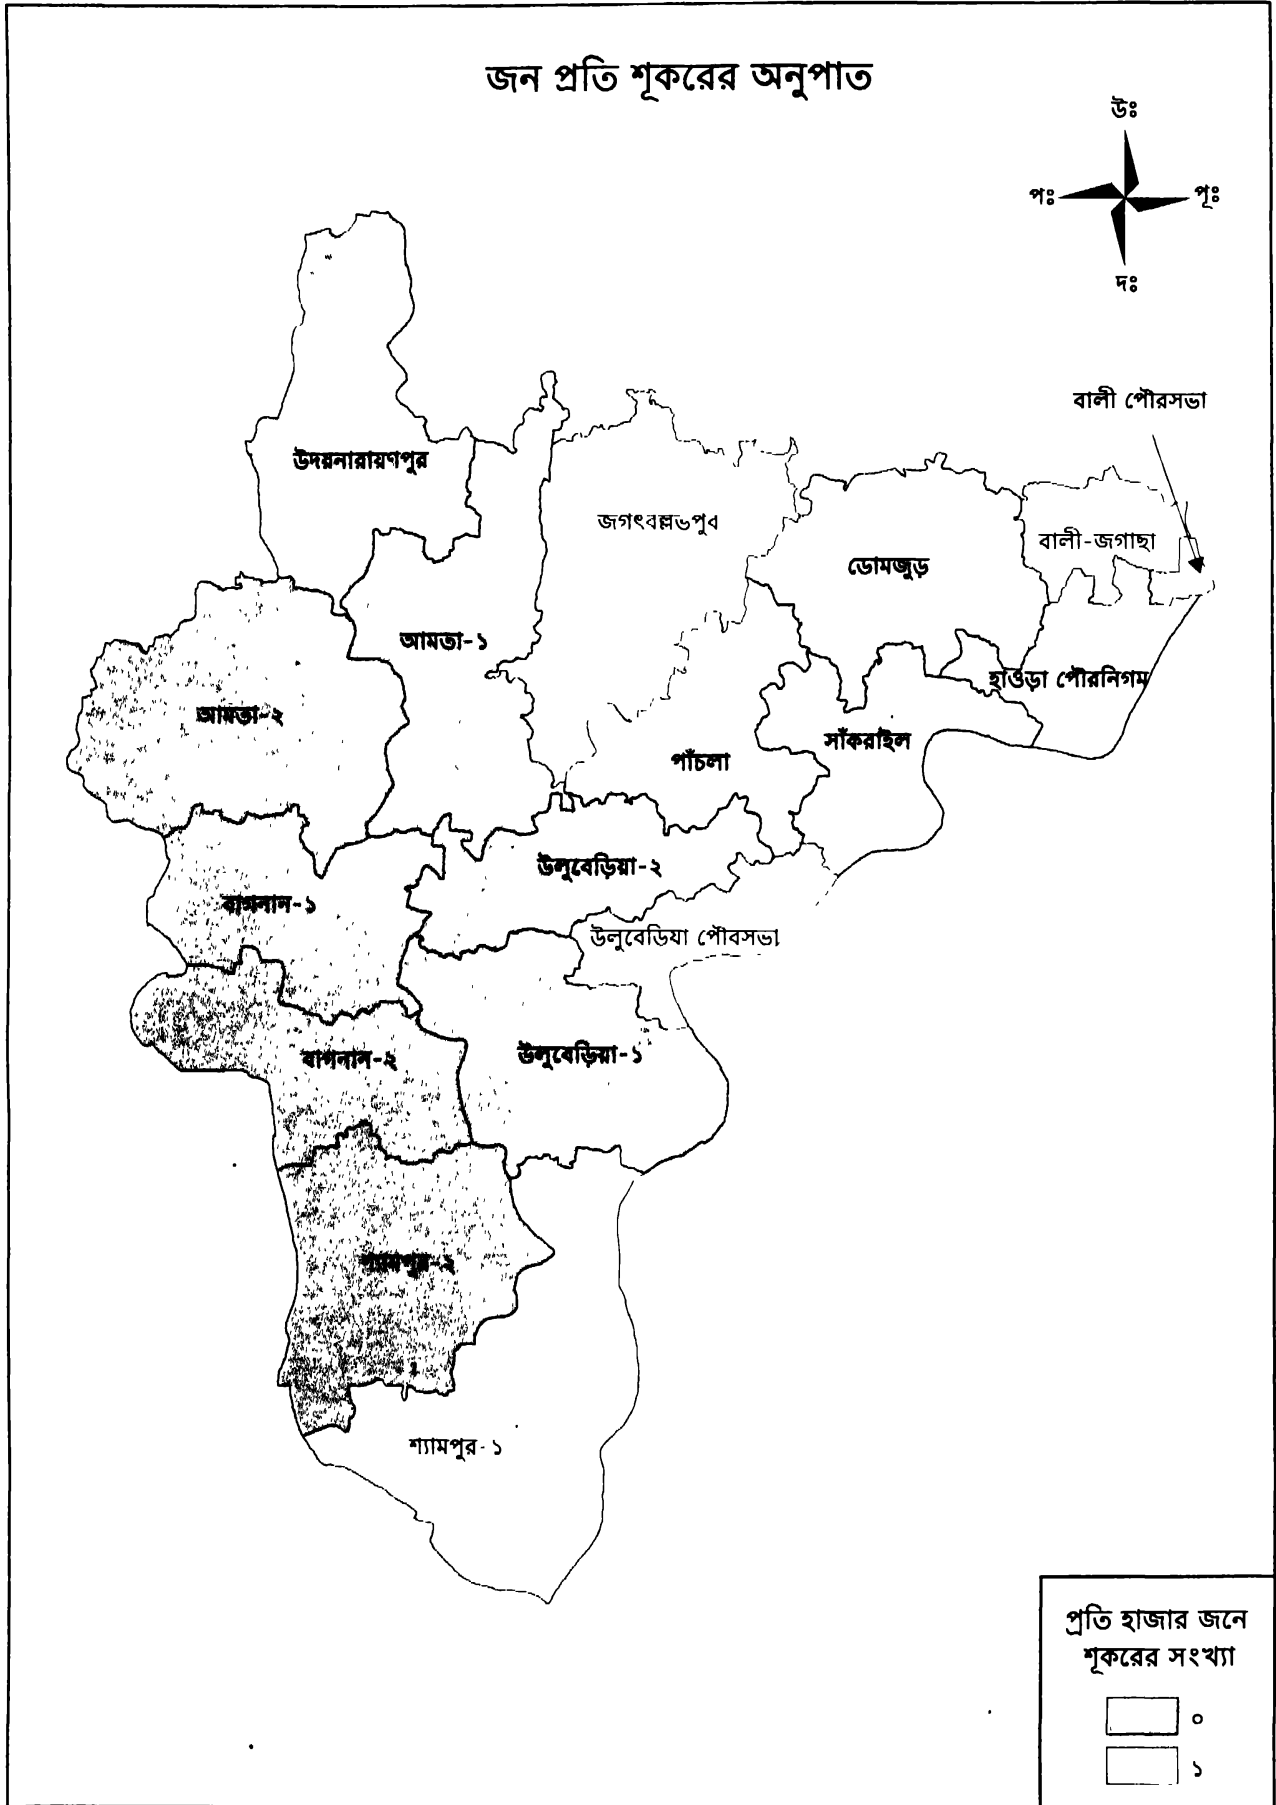 জন প্রতি শূকরের অনুপাত
উঃ
পঃ
পূঃ
দঃ
বালী পৌরসভা
উদয়নারায়ণপুর
জগৎবল্লভপুব
বালী-জগাছা
ডোমজুড়
আমতা-১
হাওড়া পৌরনিগম
আমতা-২
সাঁকরাইল
পাঁচলা
উলুবেড়িয়া-২
বাগনান-১
উলুবেডিযা পৌবসভা
বাগনান-২
উলুবেড়িয়া-১
শ্যামপুর-২
শ্যামপুর-১
প্রতি হাজার জনে
শূকরের সংখ্যা
০
১